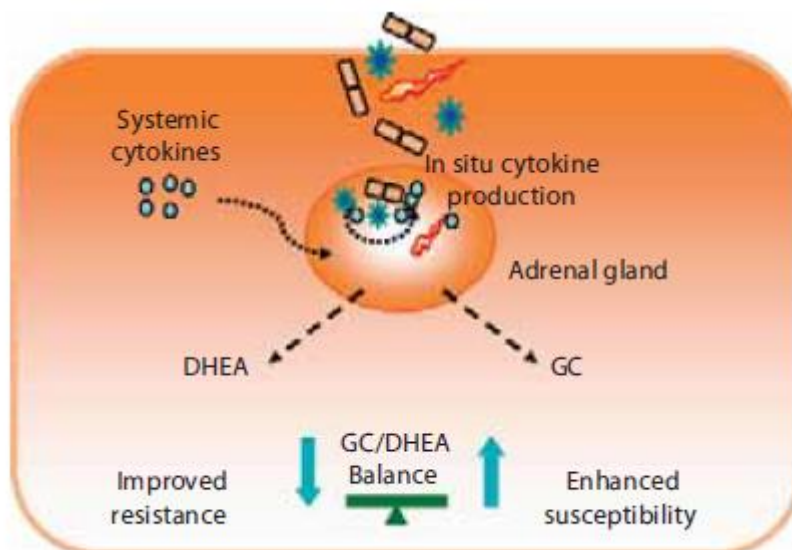 Systemic
cytokines
In situ cytokine
production
Adrenal gland
DHEA
GC
GC/DHEA
Balance
Improved
resistance
Enhanced
susceptibility